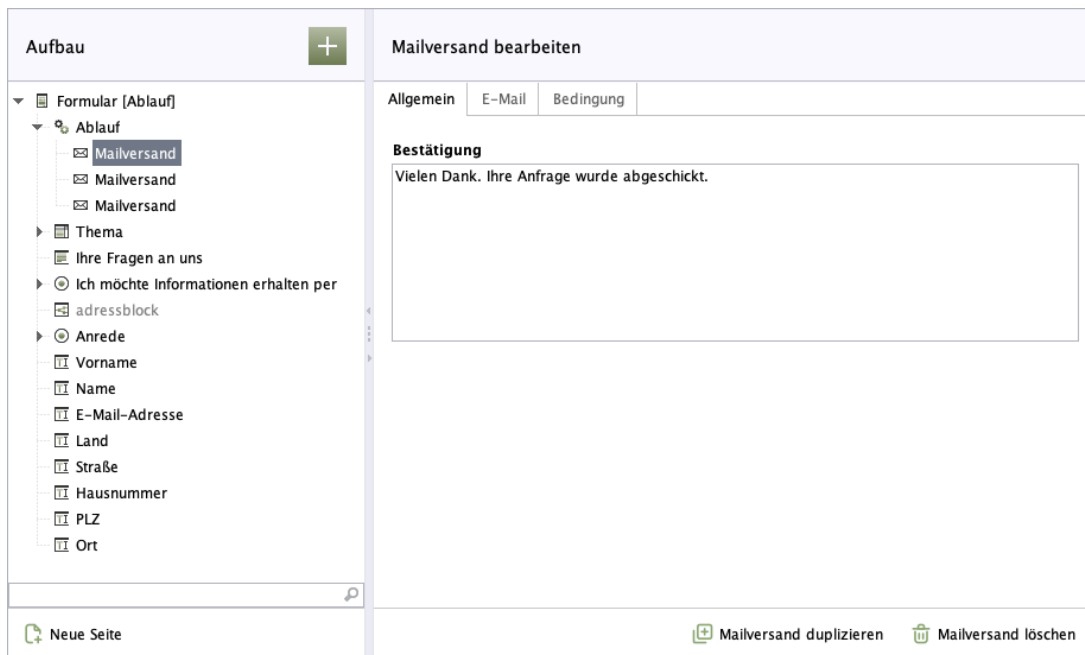 Aufbau
Mailversand bearbeiten
Formular [Ablauf]
Ablauf
Mailversand
Mailversand
Mailversand
Thema
Ihre Fragen an uns
Ich möchte Informationen erhalten per
adressblock
Anrede
Vorname
Name
E-Mail-Adresse
Land
Straße
Hausnummer
PLZ
Ort
Neue Seite
Allgemein E-Mail Bedingung
Bestätigung
Vielen Dank. Ihre Anfrage wurde abgeschickt.
Mailversand duplizieren Mailversand löschen